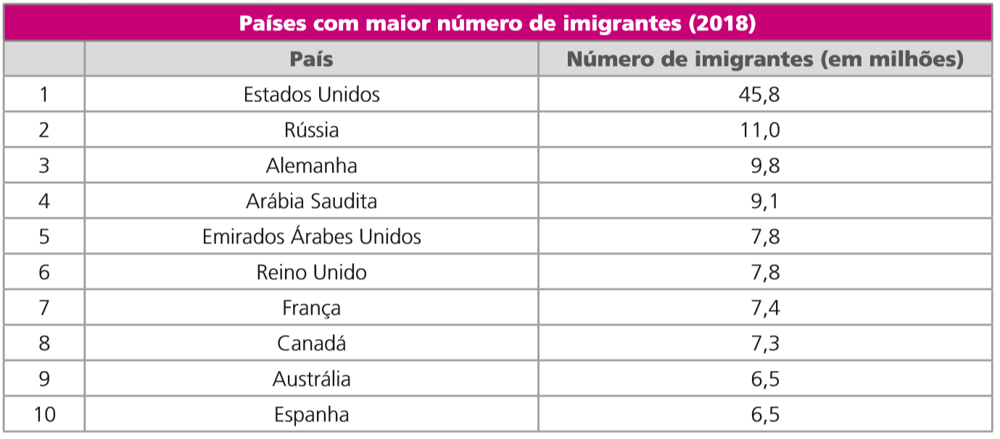 Países com maior número de imigrantes (2018)
País Número de imigrantes (em milhões)
1 Estados Unidos 45,8
2 Rússia 11,0
3 Alemanha 9,8
4 Arábia Saudita 9,1
5 Emirados Árabes Unidos 7,8
6 Reino Unido 7,8
7 França 7,4
8 Canadá 7,3
9 Austrália 6,5
10 Espanha 6,5